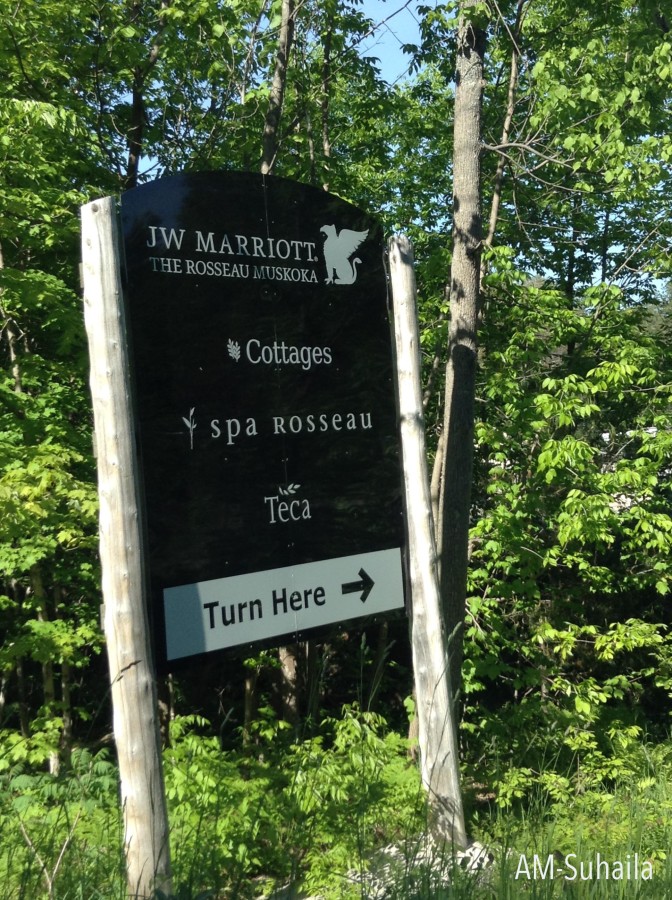 JW MARRIOTT.
THE ROSSEAU MUSKOKA
Cottages
spa ROSSEAU
Teca
Turn Here →
AM-Suhaila